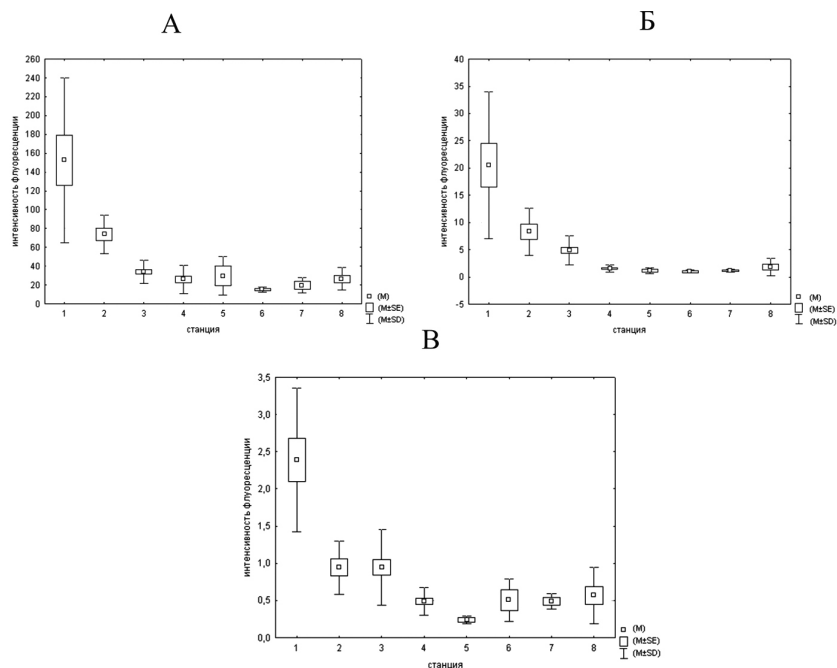 А
260
240
220
200
180
160
140
120
100
80
60
40
20
0
интенсивность флуоресценции
1 2 3 4 5 6 7 8
станция
(M)
(M±SE)
(M±SD)
Б
40
35
30
25
20
15
10
5
0
-5
интенсивность флуоресценции
1 2 3 4 5 6 7 8
станция
(M)
(M±SE)
(M±SD)
В
3,5
3,0
2,5
2,0
1,5
1,0
0,5
0,0
интенсивность флуоресценции
1 2 3 4 5 6 7 8
станция
(M)
(M±SE)
(M±SD)